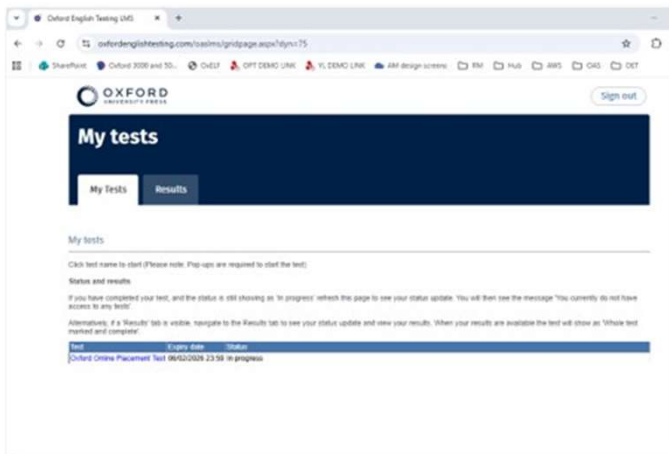 Oxford English Testing LMS
oxfordenglishtesting.com/oaslms/gridpage.aspx?dyn=75
SharePoint Oxford 3000 and 50... OxELF OPT DEMO LINK YL DEMO LINK AM design screens RM Hub AWS OAS OET
OXFORD
UNIVERSITY PRESS
Sign out
My tests
My Tests Results
My tests
Click test name to start (Please note: Pop-ups are required to start the test)
Status and results
If you have completed your test, and the status is still showing as 'In progress' refresh this page to see your status update. You will then see the message 'You currently do not have
access to any tests'.
Alternatively, if a 'Results' tab is visible, navigate to the Results tab to see your status update and view your results. When your results are available the test will show as 'Whole test
marked and complete'.
Test Expiry date Status
Oxford Online Placement Test 06/02/2026 23:59 In progress